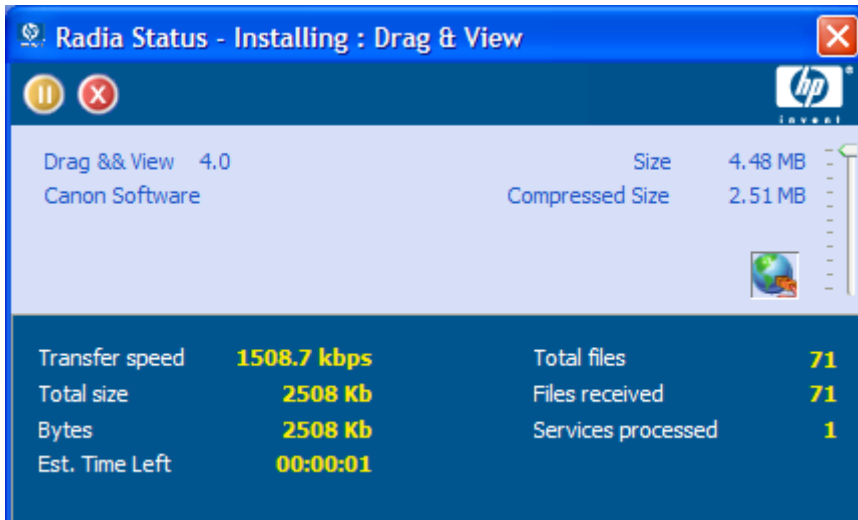 Radia Status - Installing : Drag & View
hp
®
invent
Drag && View 4.0 Size 4.48 MB
Canon Software Compressed Size 2.51 MB
Transfer speed 1508.7 kbps Total files 71
Total size 2508 Kb Files received 71
Bytes 2508 Kb Services processed 1
Est. Time Left 00:00:01